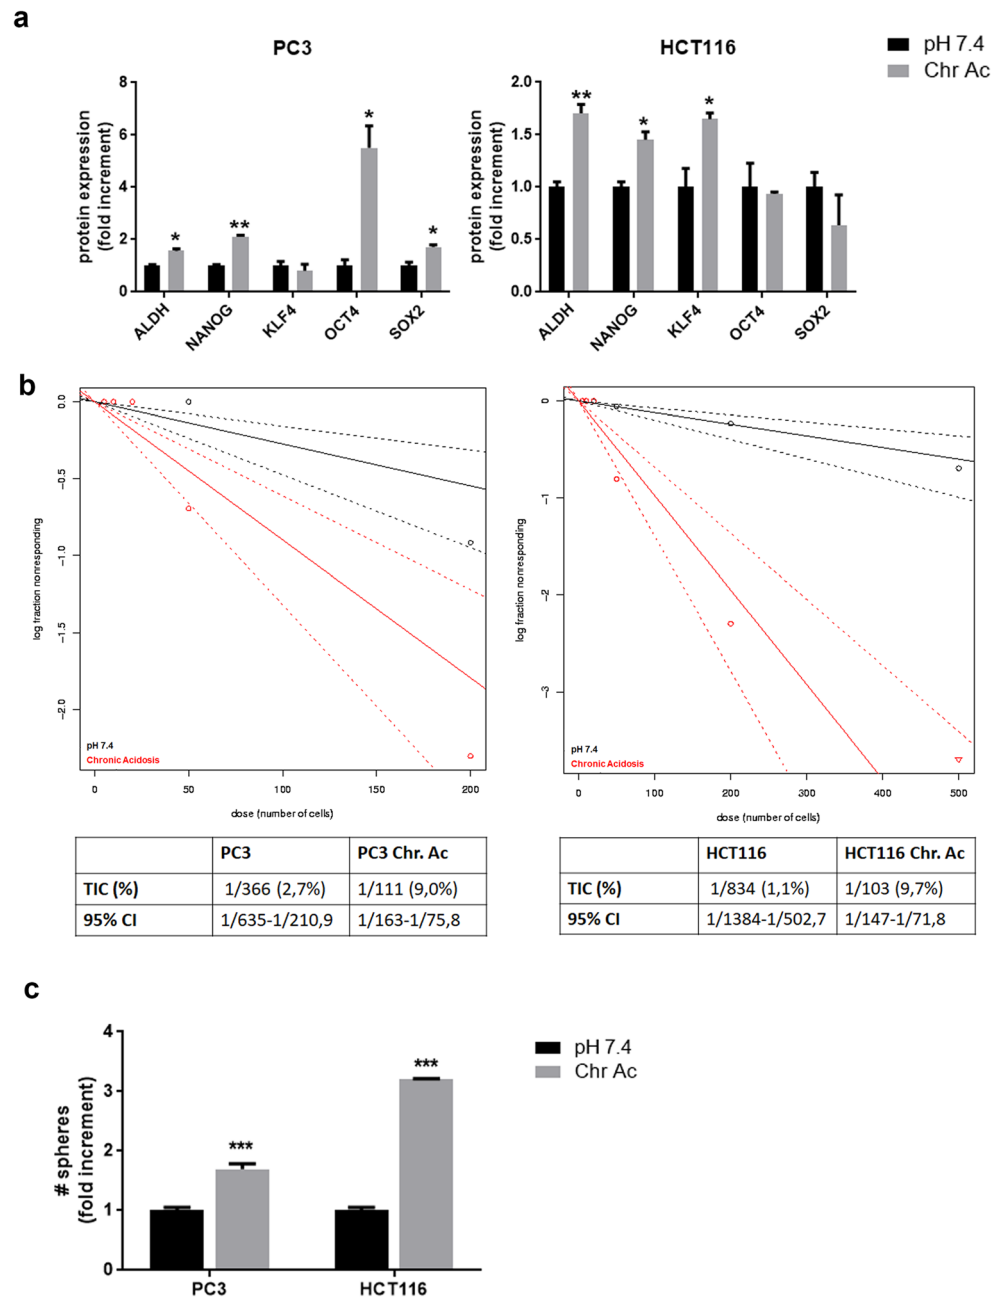 a
PC3
HCT116
pH 7.4
Chr Ac
protein expression
(fold increment)
8
6
4
2
0
* ** * *
ALDH NANOG KLF4 OCT4 SOX2
protein expression
(fold increment)
2.0
1.5
1.0
0.5
0.0
** * *
ALDH NANOG KLF4 OCT4 SOX2
b
log fraction nonresponding
0.0
-0.5
-1.0
-1.5
-2.0
pH 7.4
Chronic Acidosis
0 50 100 150 200
dose (number of cells)
log fraction nonresponding
0
-1
-2
-3
pH 7.4
Chronic Acidosis
0 100 200 300 400 500
dose (number of cells)
PC3 PC3 Chr. Ac
TIC (%) 1/366 (2,7%) 1/111 (9,0%)
95% CI 1/635-1/210,9 1/163-1/75,8
HCT116 HCT116 Chr. Ac
TIC (%) 1/834 (1,1%) 1/103 (9,7%)
95% CI 1/1384-1/502,7 1/147-1/71,8
c
# spheres
(fold increment)
4
3
2
1
0
*** ***
PC3 HCT116
pH 7.4
Chr Ac